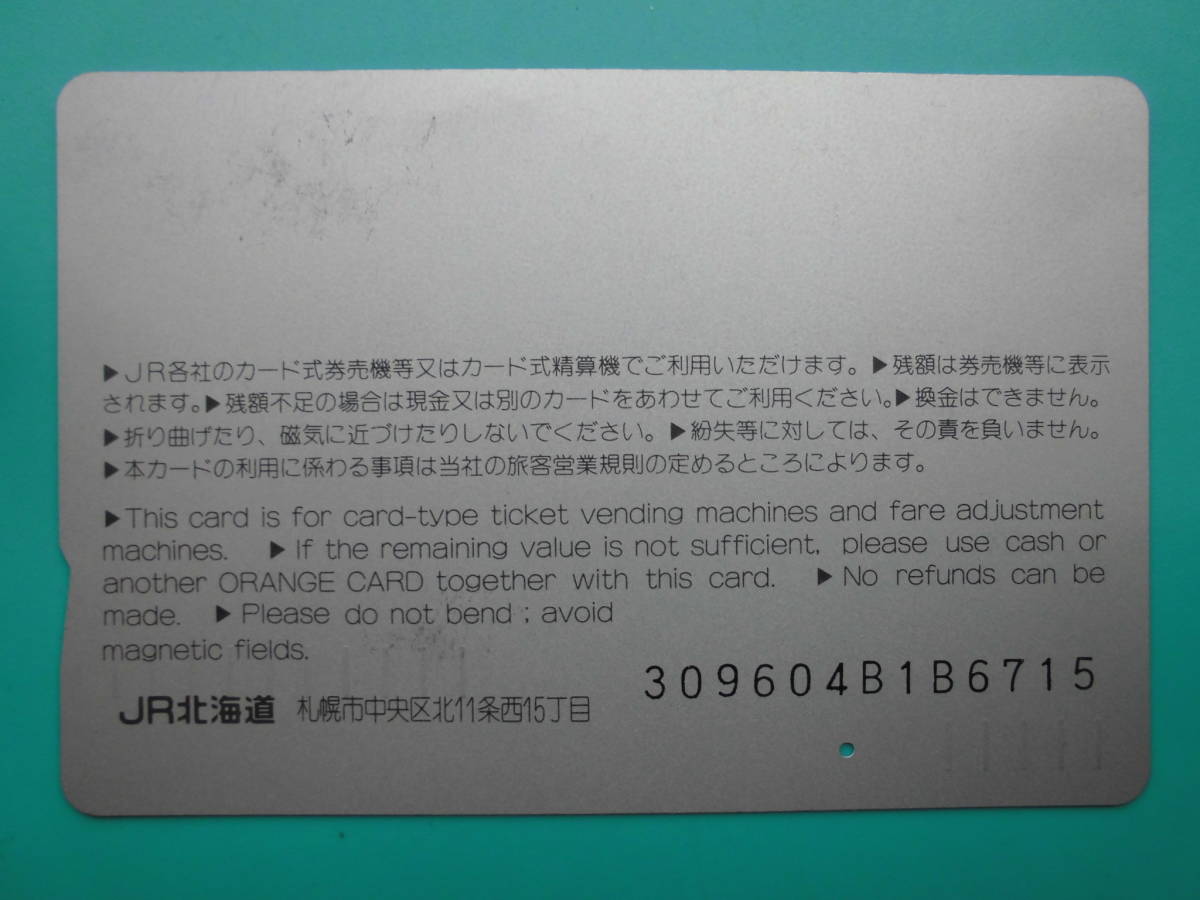 ▶JR各社のカード式券売機等又はカード式精算機でご利用いただけます。▶残額は券売機等に表示
されます。▶残額不足の場合は現金又は別のカードをあわせてご利用ください。▶換金はできません。
▶折り曲げたり、磁気に近づけたりしないでください。▶紛失等に対しては、その責を負いません。
▶本カードの利用に係わる事項は当社の旅客営業規則の定めるところによります。
▶This card is for card-type ticket vending machines and fare adjustment
machines. ▶If the remaining value is not sufficient, please use cash or
another ORANGE CARD together with this card. ▶No refunds can be
made. ▶Please do not bend; avoid
magnetic fields.
309604B1B6715
JR北海道 札幌市中央区北11条西15丁目